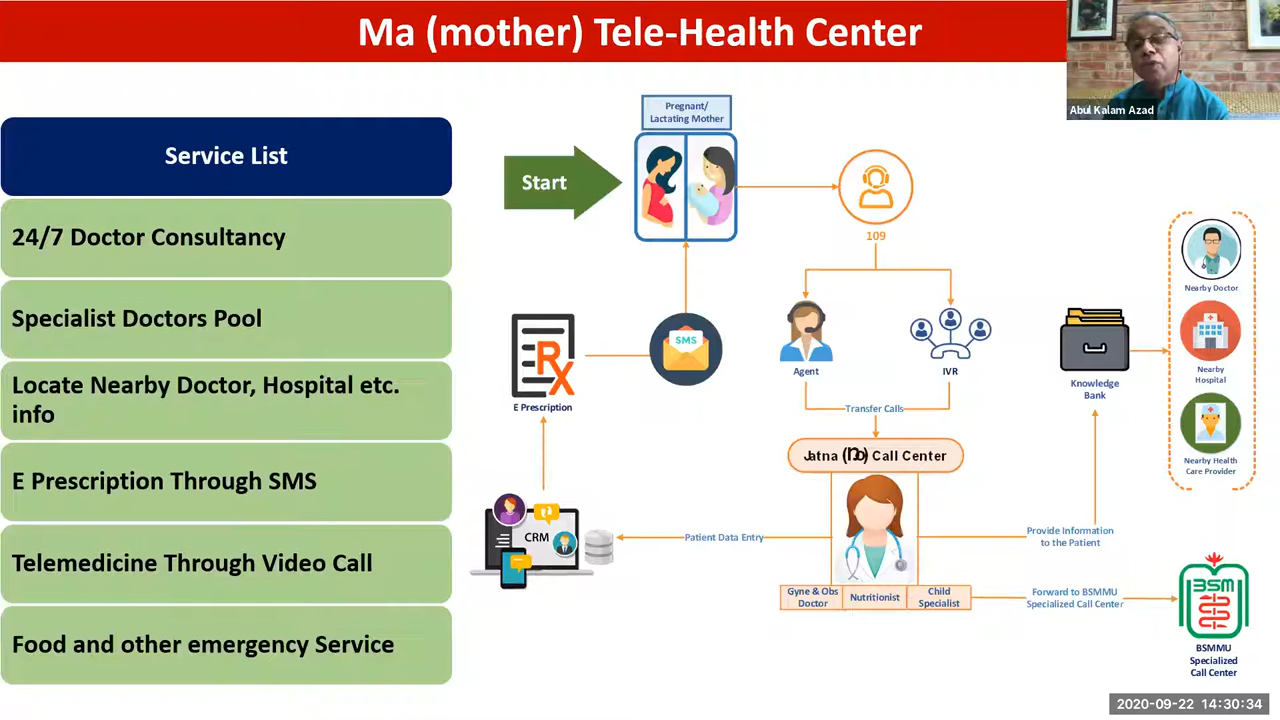 Ma (mother) Tele-Health Center
Abul Kalam Azad
Service List
24/7 Doctor Consultancy
Specialist Doctors Pool
Locate Nearby Doctor, Hospital etc.
info
E Prescription Through SMS
Telemedicine Through Video Call
Food and other emergency Service
Pregnant/
Lactating Mother
Start
109
Agent
IVR
Transfer Calls
Jatna
Call Center
SMS
Rx
E Prescription
CRM
Patient Data Entry
Gyne & Obs
Doctor
Nutritionist
Child
Specialist
Provide Information
to the Patient
Knowledge
Bank
Nearby Doctor
Nearby
Hospital
Nearby Health
Care Provider
Forward to BSMMU
Specialized Call Center
BSM
BSMMU
Specialized
Call Center
2020-09-22 14:30:34